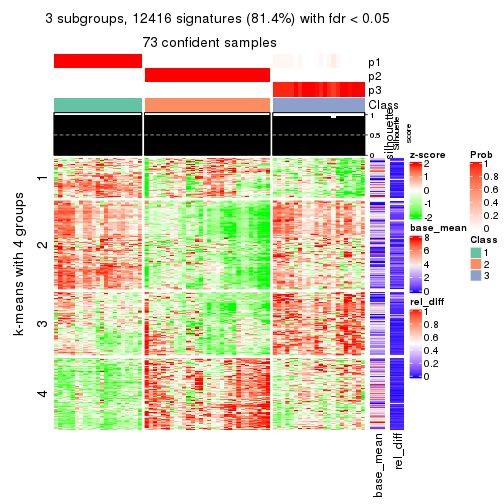 3 subgroups, 12416 signatures (81.4%) with fdr < 0.05
73 confident samples
p1
p2
p3
Class
silhouette
Silhouette
score
1
0.5
0
k-means with 4 groups
1
2
3
4
base_mean
rel_diff
z-score
2
1
0
-1
-2
base_mean
8
6
4
2
0
rel_diff
1
0.8
0.6
0.4
0.2
0
Prob
1
0.8
0.6
0.4
0.2
0
Class
1
2
3